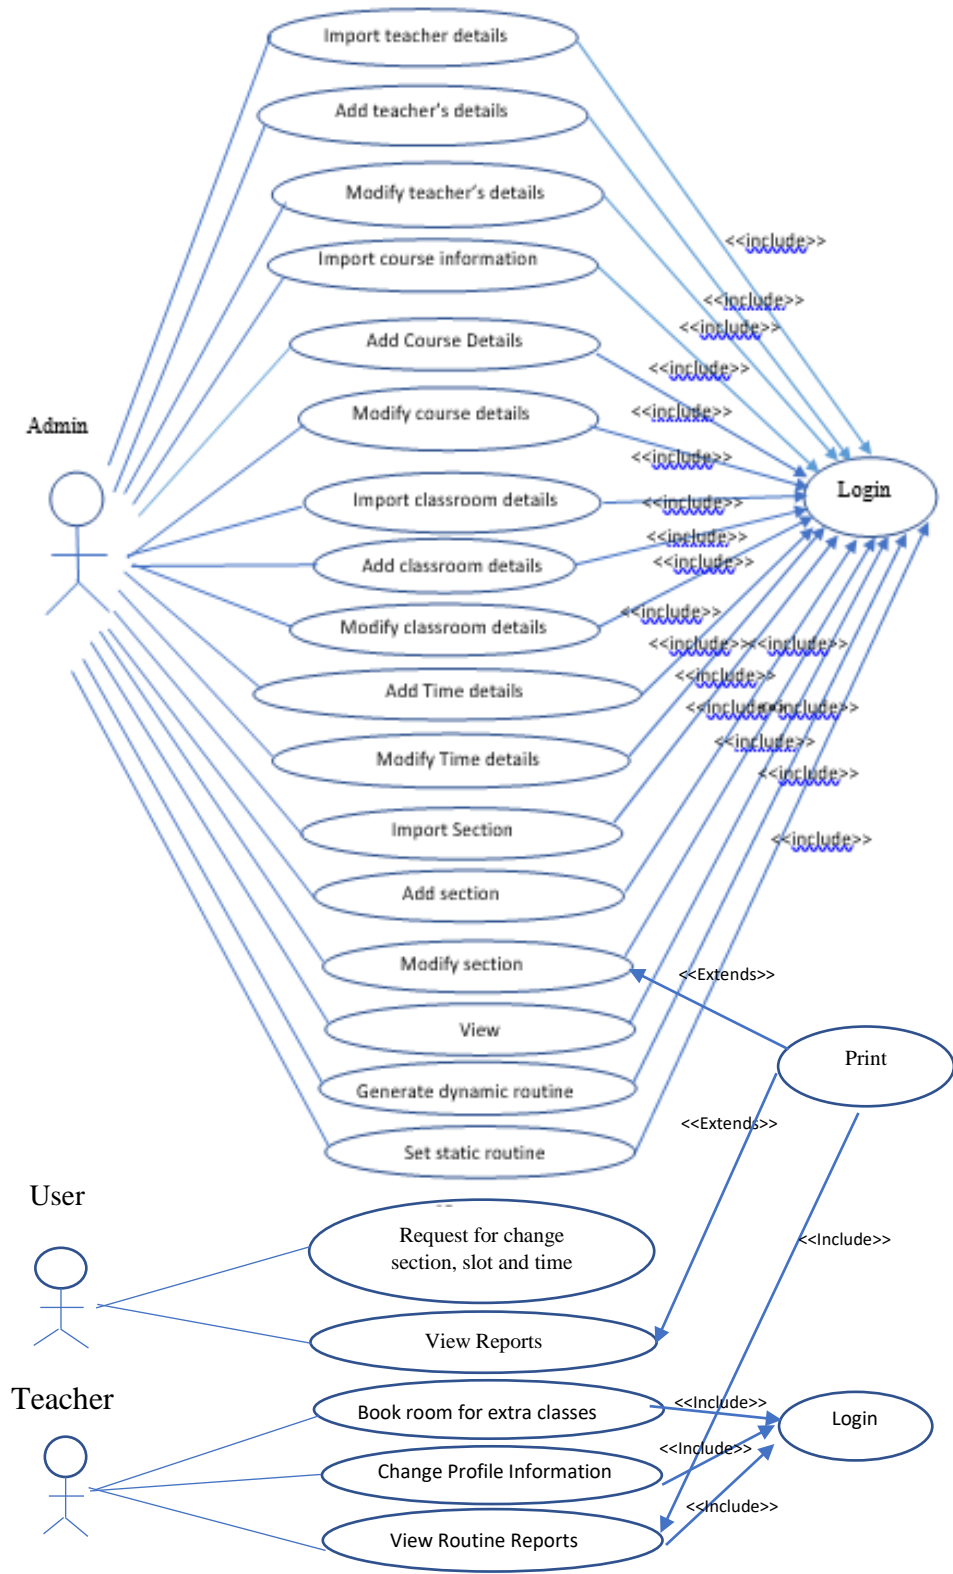 Import teacher details
Add teacher's details
Modify teacher's details
<<include>>
Import course information
<<include>>
<<include>>
Add Course Details
<<include>>
Modify course details
<<include>>
Admin
<<include>>
Login
Import classroom details
<<include>>
<<include>>
Add classroom details
<<include>>
<<include>>
Modify classroom details
<<include>><<include>>
<<include>>
Add Time details
<<include>><<include>>
<<include>>
Modify Time details
<<include>>
Import Section
<<include>>
Add section
Modify section
<<Extends>>
View
Print
Generate dynamic routine
<<Extends>>
Set static routine
User
Request for change
section, slot and time
<<Include>>
View Reports
Teacher
Book room for extra classes
<<Include>>
Login
<<Include>>
Change Profile Information
<<Include>>
View Routine Reports